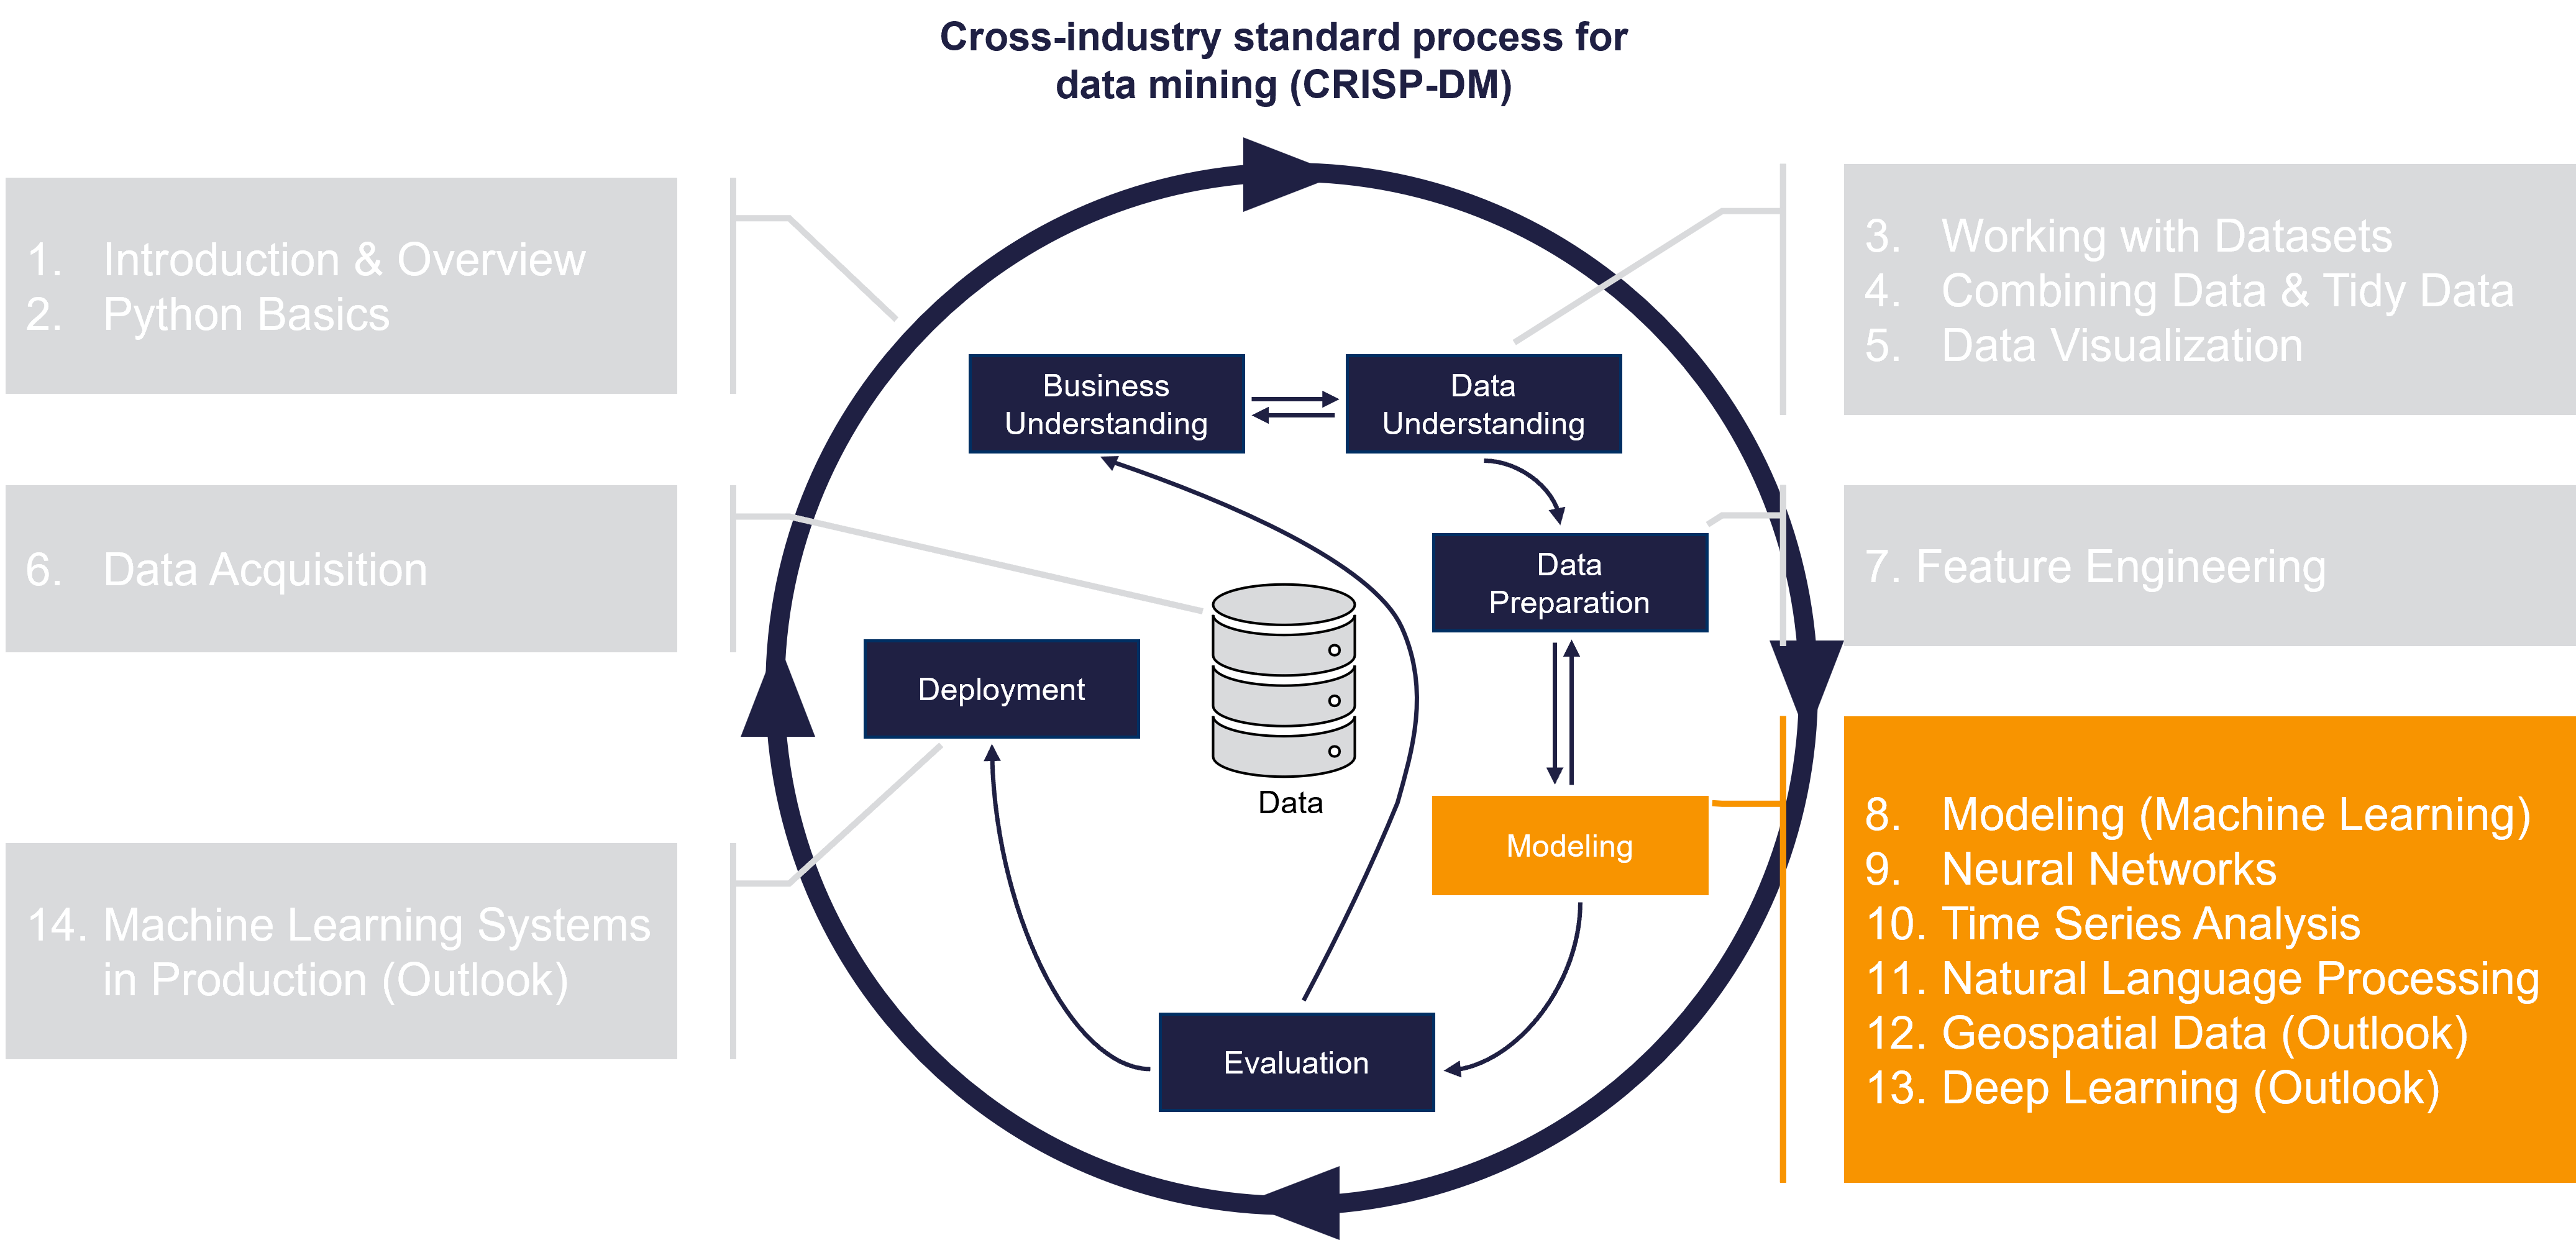 Cross-industry standard process for
data mining (CRISP-DM)
1. Introduction & Overview
2. Python Basics
3. Working with Datasets
4. Combining Data & Tidy Data
5. Data Visualization
Business
Understanding
Data
Understanding
6. Data Acquisition
7. Feature Engineering
Data
Preparation
Deployment
Data
Modeling
8. Modeling (Machine Learning)
9. Neural Networks
10. Time Series Analysis
11. Natural Language Processing
12. Geospatial Data (Outlook)
13. Deep Learning (Outlook)
14. Machine Learning Systems
in Production (Outlook)
Evaluation